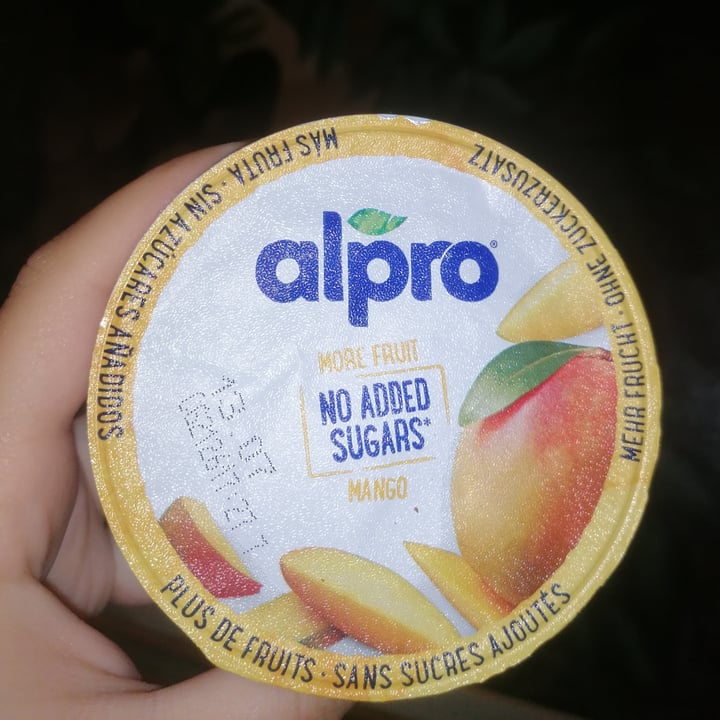 alpro®
MORE FRUIT
NO ADDED
SUGARS*
MANGO
MÁS FRUTA · SIN AZÚCARES AÑADIDOS
MEHR FRUCHT · OHNE ZUCKERZUSATZ
PLUS DE FRUITS · SANS SUCRES AJOUTÉS